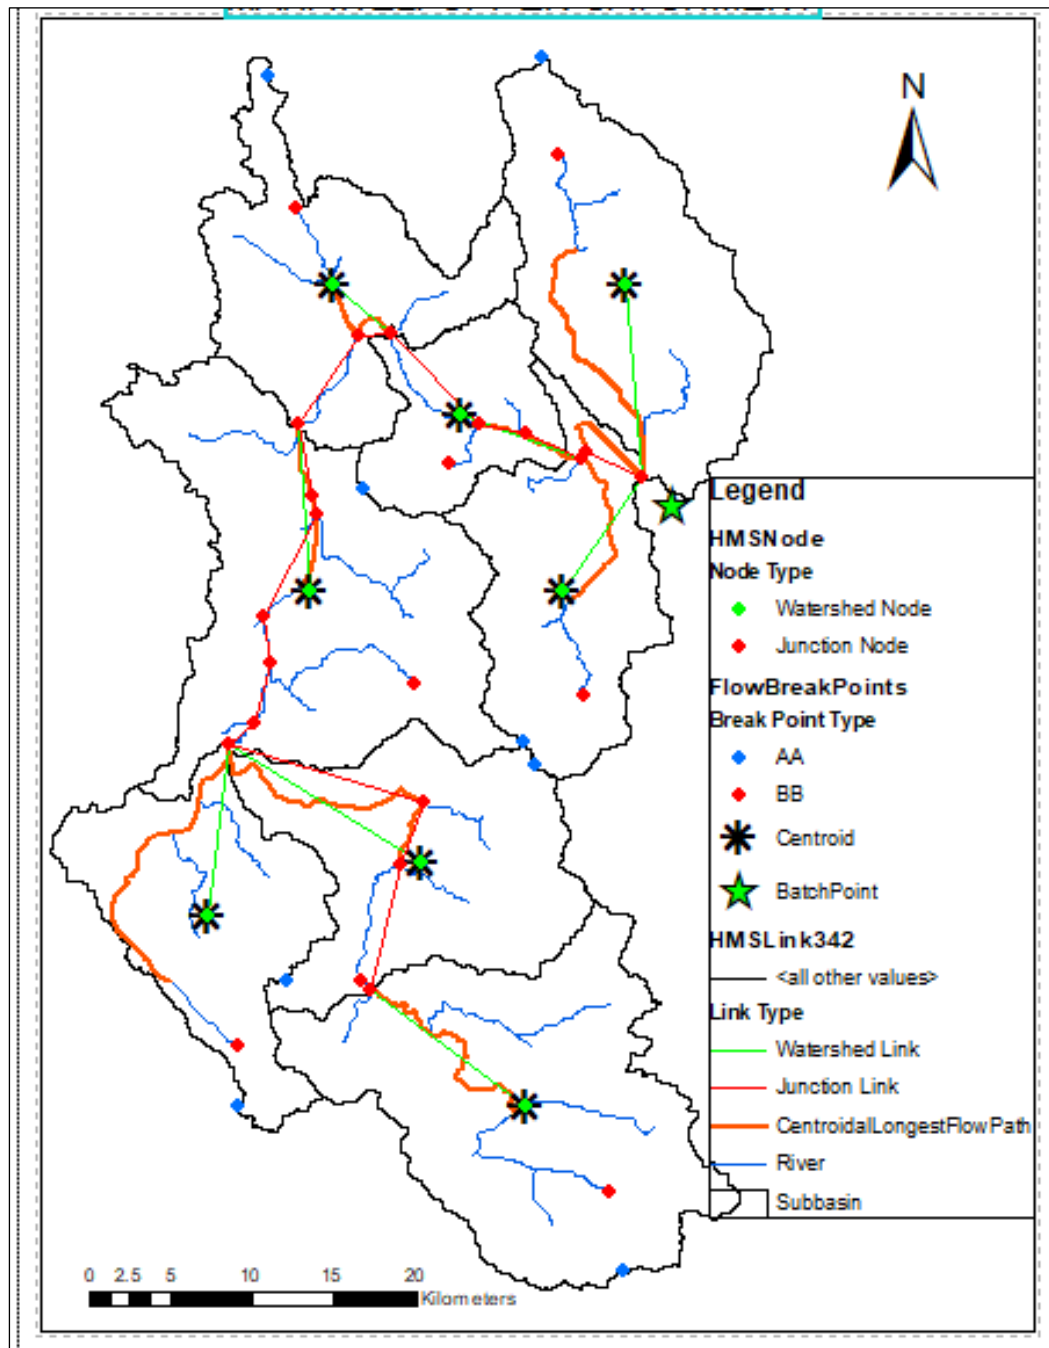 N
Legend
HMSNode
Node Type
Watershed Node
Junction Node
FlowBreakPoints
Break Point Type
AA
BB
Centroid
BatchPoint
HMSLink342
<all other values>
Link Type
Watershed Link
Junction Link
CentroidalLongestFlowPath
River
Subbasin
0 2.5 5 10 15 20
Kilometers